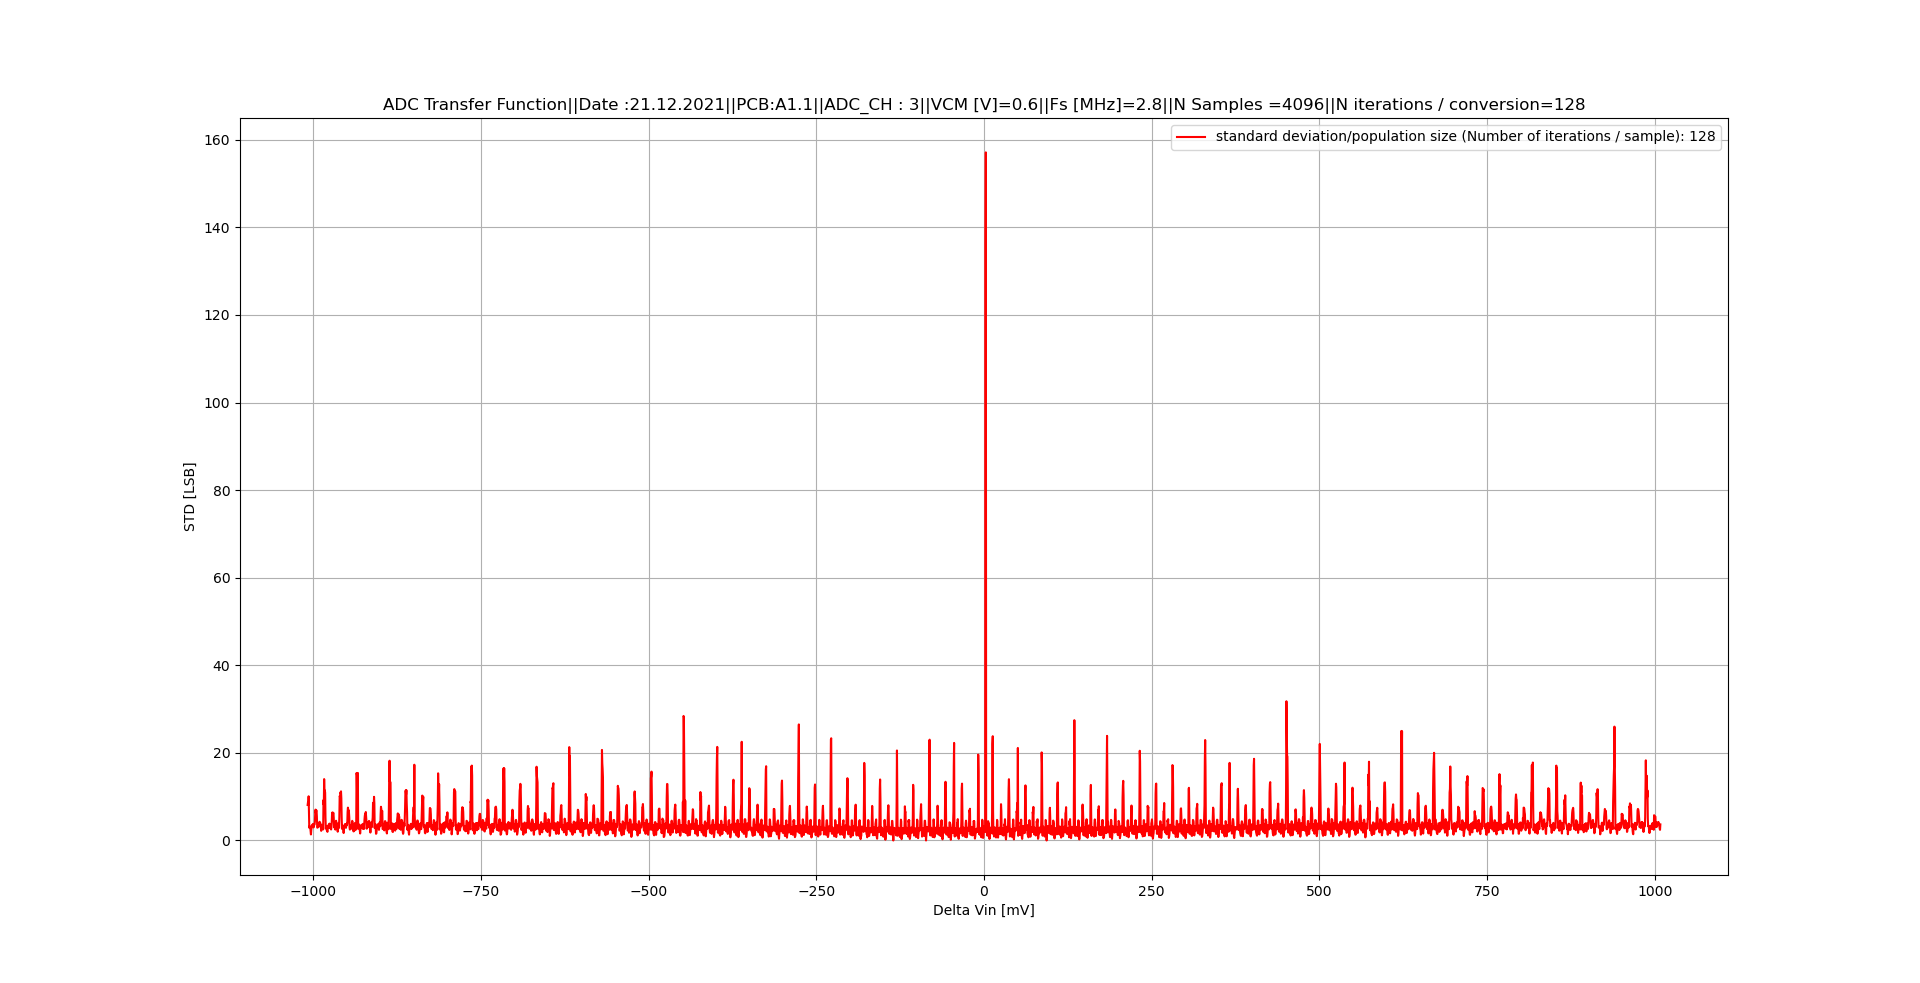 ADC Transfer Function||Date :21.12.2021||PCB:A1.1||ADC_CH : 3||VCM [V]=0.6||Fs [MHz]=2.8||N Samples =4096||N iterations / conversion=128
standard deviation/population size (Number of iterations / sample): 128
160
140
120
100
80
60
40
20
0
STD [LSB]
−1000 −750 −500 −250 0 250 500 750 1000
Delta Vin [mV]